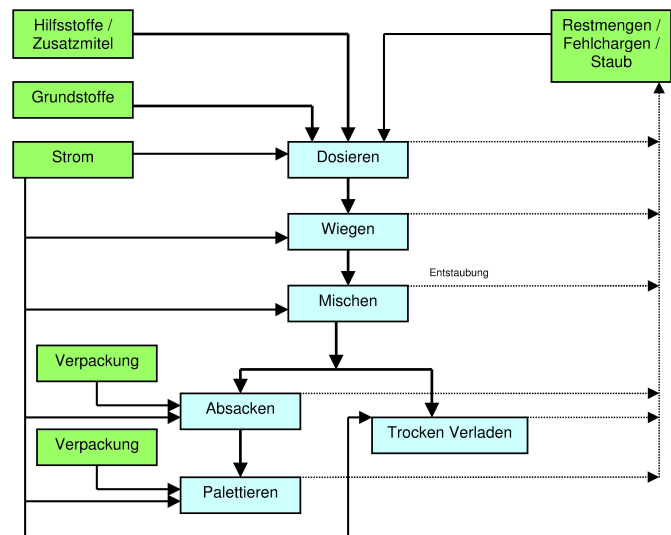 Hilfsstoffe /
Zusatzmitel
Restmengen /
Fehlchargen /
Staub
Grundstoffe
Strom
Dosieren
Wiegen
Entstaubung
Mischen
Verpackung
Absacken
Trocken Verladen
Verpackung
Palettieren